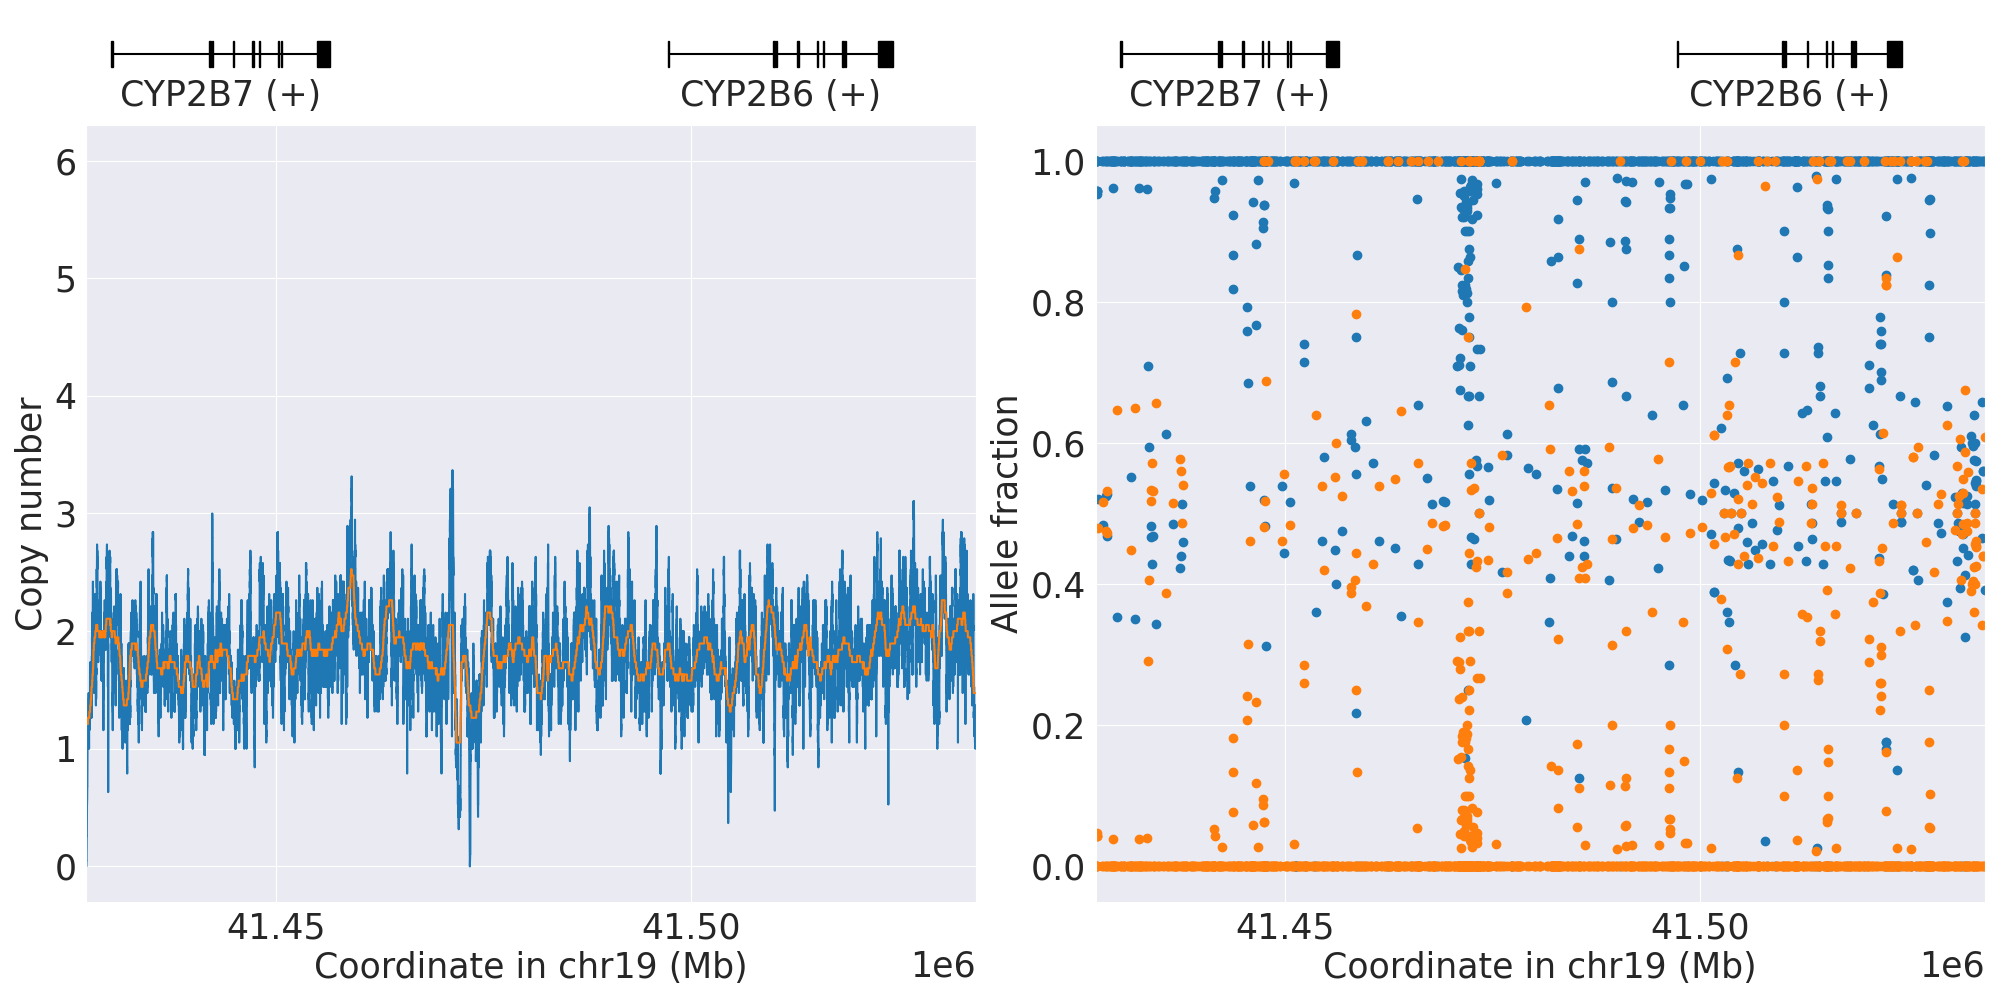 CYP2B7 (+) CYP2B6 (+)
CYP2B7 (+) CYP2B6 (+)
Copy number
6
5
4
3
2
1
0
41.45 41.50
Coordinate in chr19 (Mb) 1e6
Allele fraction
1.0
0.8
0.6
0.4
0.2
0.0
41.45 41.50
Coordinate in chr19 (Mb) 1e6